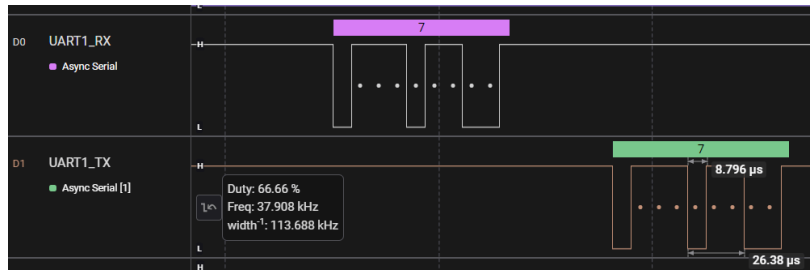 L
7
D0 UART1_RX
H
Async Serial
L
7
D1 UART1_TX
H
8.796 µs
Async Serial [1]
Duty: 66.66 %
Freq: 37.908 kHz
width⁻¹: 113.688 kHz
L
26.38 µs
H